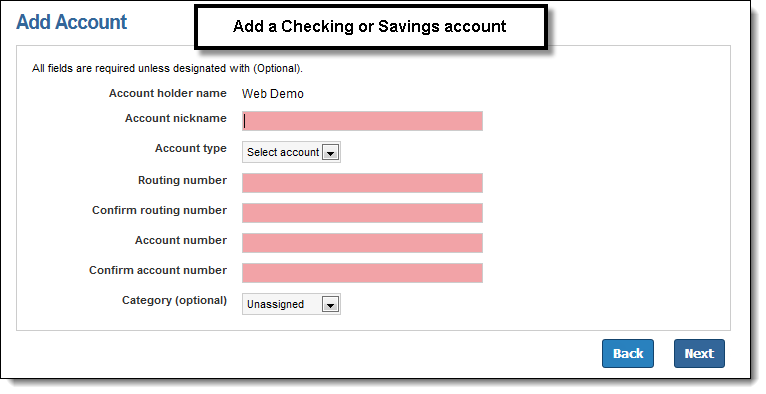 Add Account
Add a Checking or Savings account
All fields are required unless designated with (Optional).
Account holder name Web Demo
Account nickname
Account type Select account
Routing number
Confirm routing number
Account number
Confirm account number
Category (optional) Unassigned
Back Next